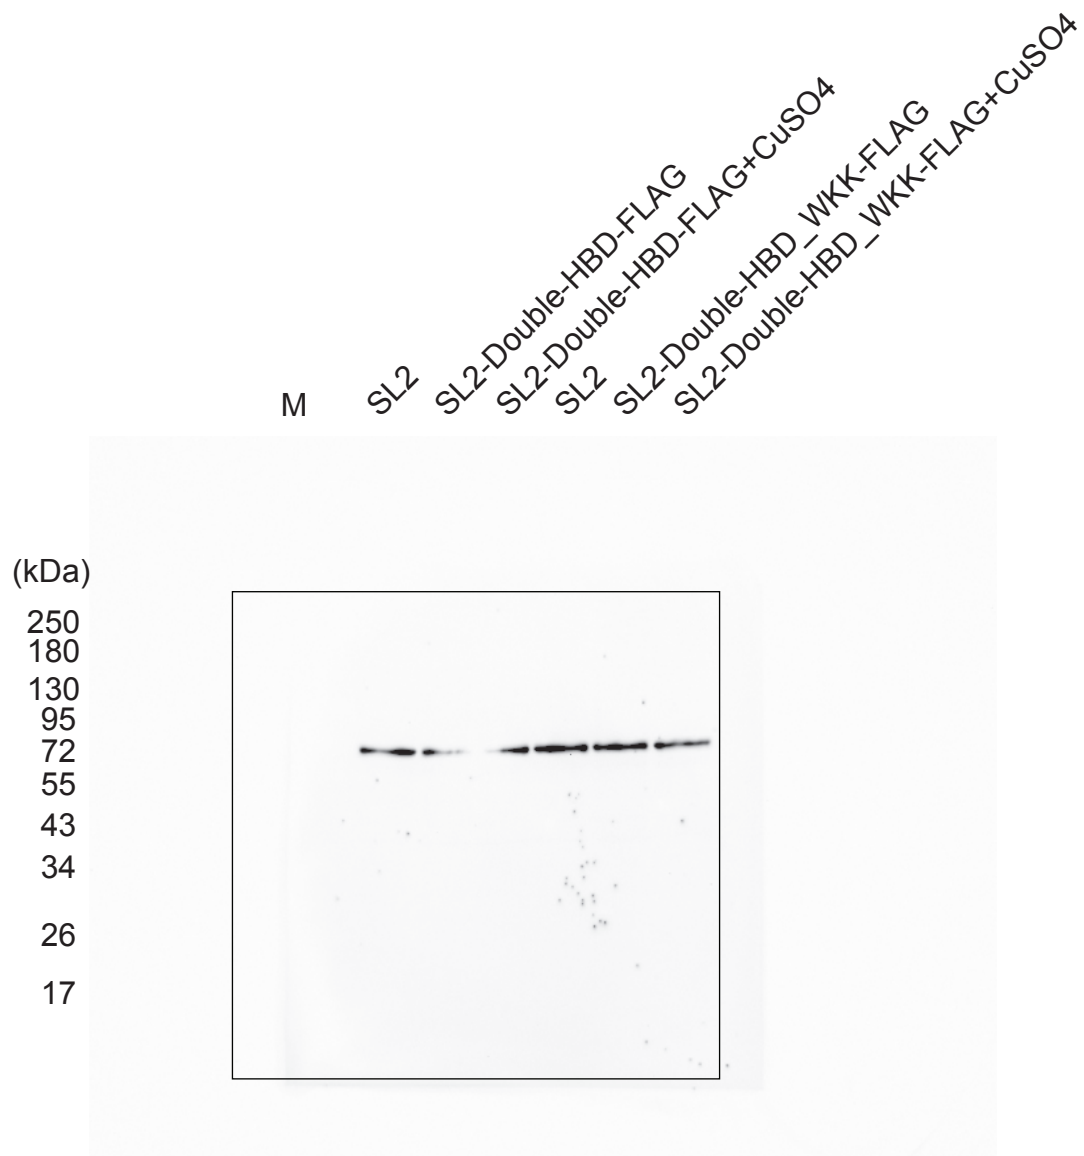 M
SL2
SL2-Double-HBD-FLAG
SL2-Double-HBD-FLAG+CuSO4
SL2
SL2-Double-HBD_WKK-FLAG
SL2-Double-HBD_WKK-FLAG+CuSO4
(kDa)
250
180
130
95
72
55
43
34
26
17